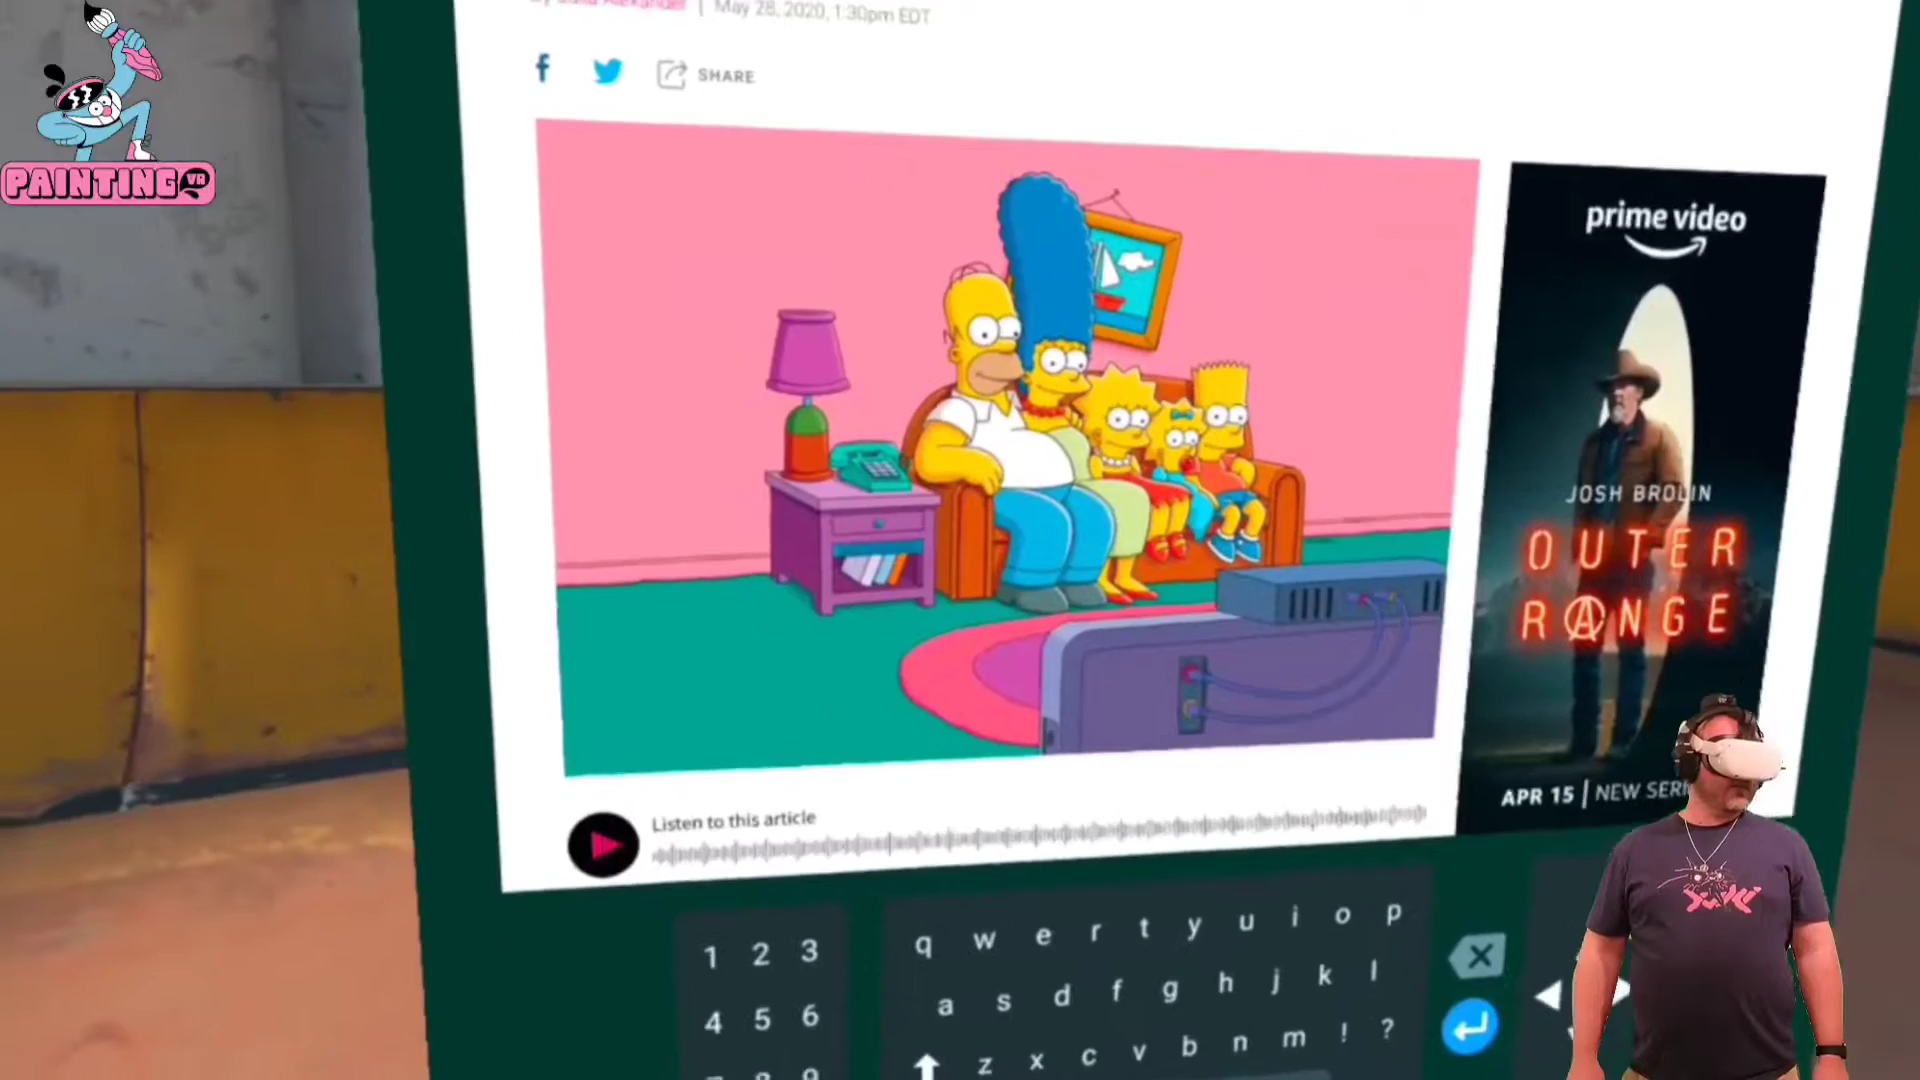 PAINTING VR
May 28, 2020, 1:30pm EDT
f
SHARE
prime video
JOSH BROLIN
OUTER
RANGE
APR 15 | NEW
Listen to this article
1 2 3
q w e r t y u i o p
4 5 6
a s d f g h j k l
z x c v b n m ! ?